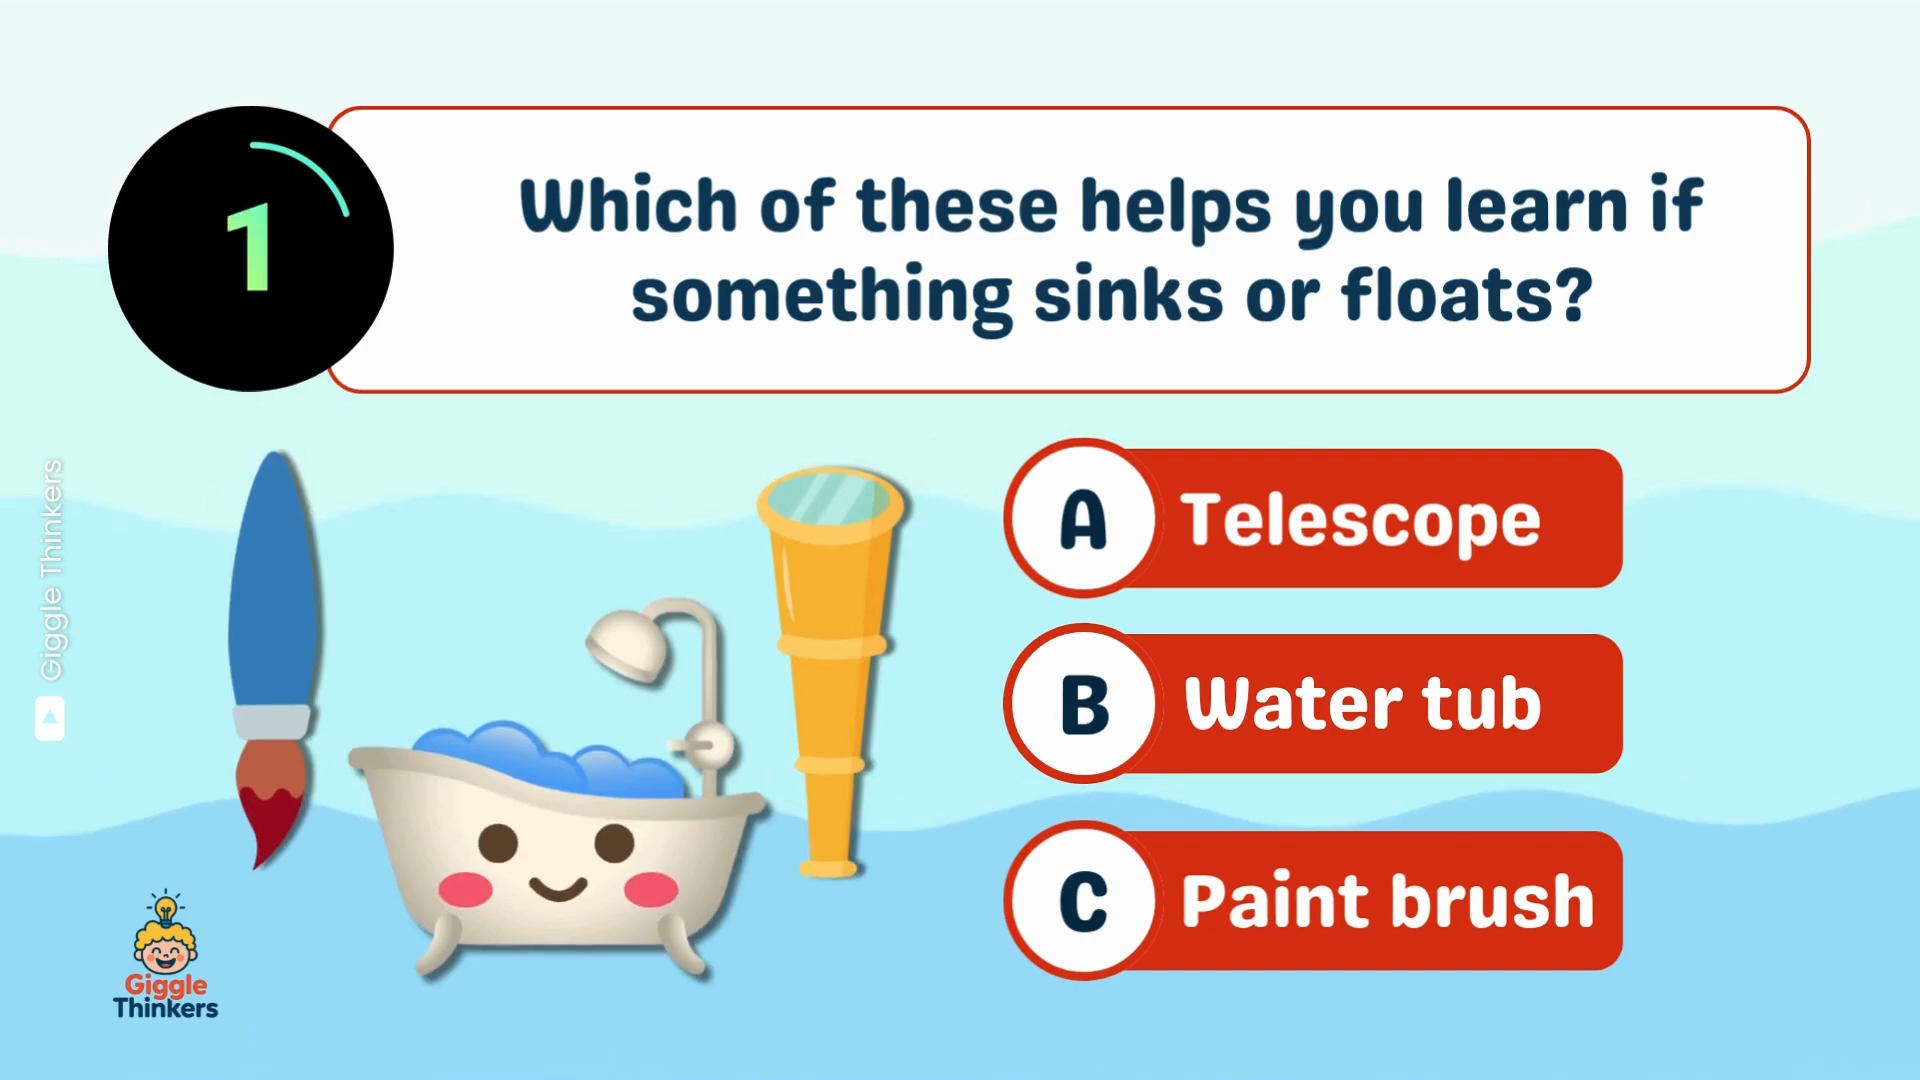 1
Which of these helps you learn if
something sinks or floats?
Giggle Thinkers
A Telescope
B Water tub
C Paint brush
Giggle
Thinkers